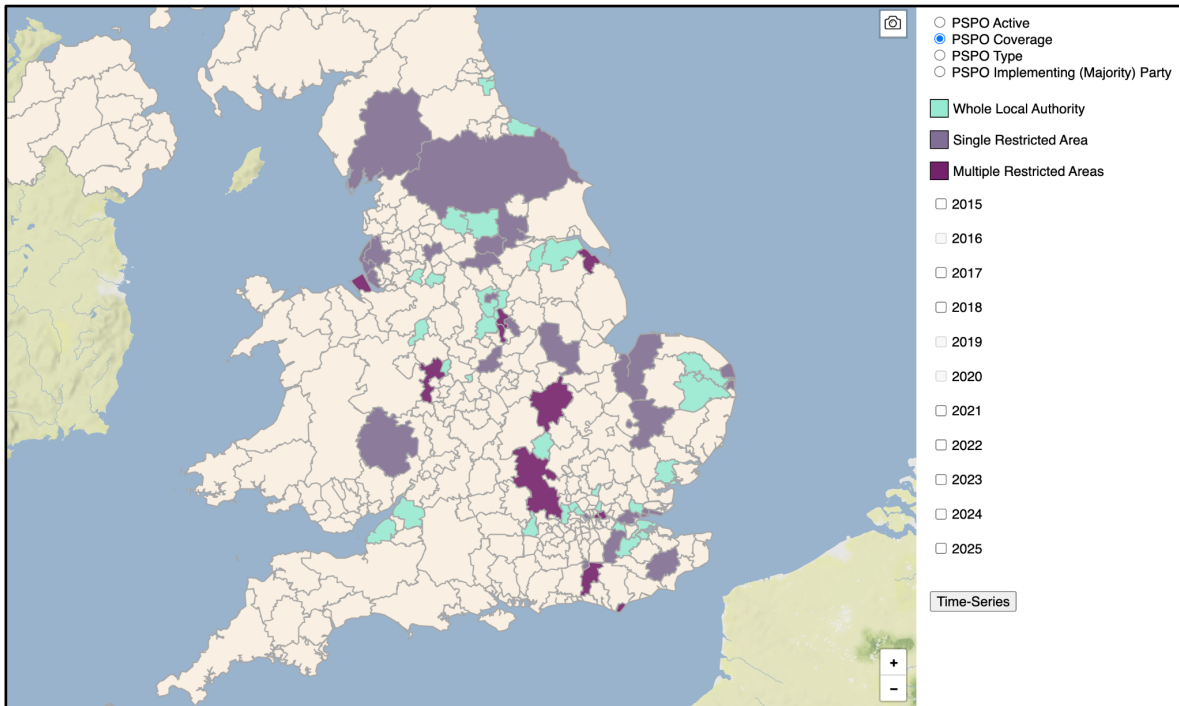 PSPO Active
PSPO Coverage
PSPO Type
PSPO Implementing (Majority) Party
Whole Local Authority
Single Restricted Area
Multiple Restricted Areas
2015
2016
2017
2018
2019
2020
2021
2022
2023
2024
2025
Time-Series
+
−